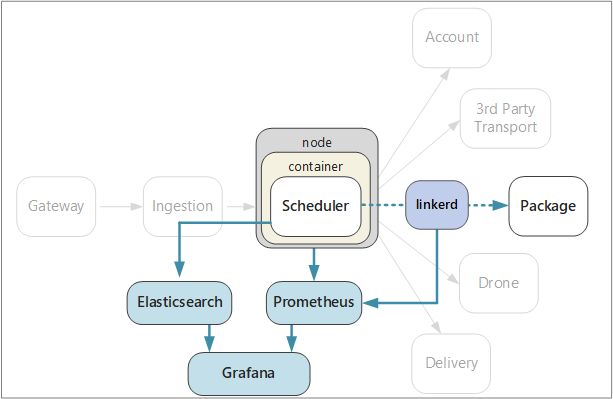 Account
3rd Party
Transport
node
container
Gateway
Ingestion
Scheduler
linkerd
Package
Elasticsearch
Prometheus
Drone
Grafana
Delivery